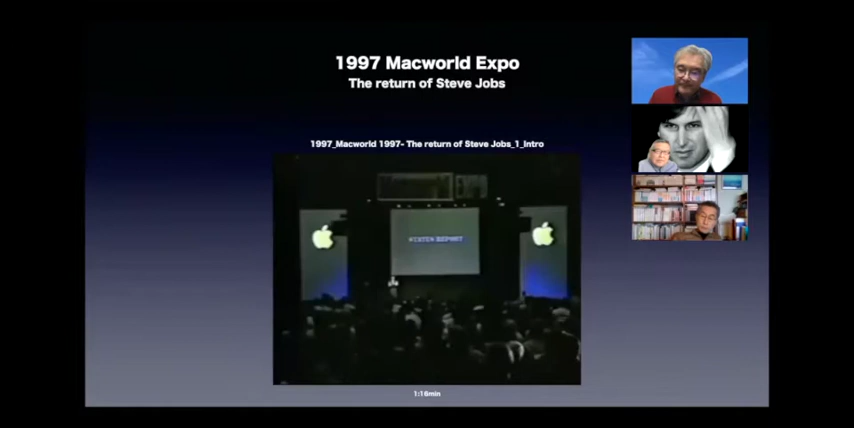 1997 Macworld Expo
The return of Steve Jobs
1997_Macworld 1997- The return of Steve Jobs_1_Intro
STATUS REPORT
1:16min